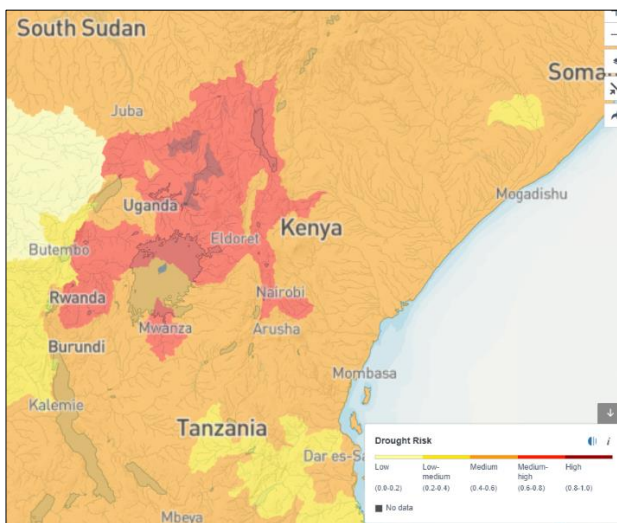 South Sudan
Soma
Juba
Mogadishu
Uganda
Kenya
Eldoret
Butembo
Rwanda
Nairobi
Mwanza
Arusha
Burundi
Mombasa
Kalemie
Tanzania
Dar es-Sa
Mbeya
Drought Risk
i
Low
Low-medium
Medium
Medium-high
High
(0.0-0.2)
(0.2-0.4)
(0.4-0.6)
(0.6-0.8)
(0.8-1.0)
No data